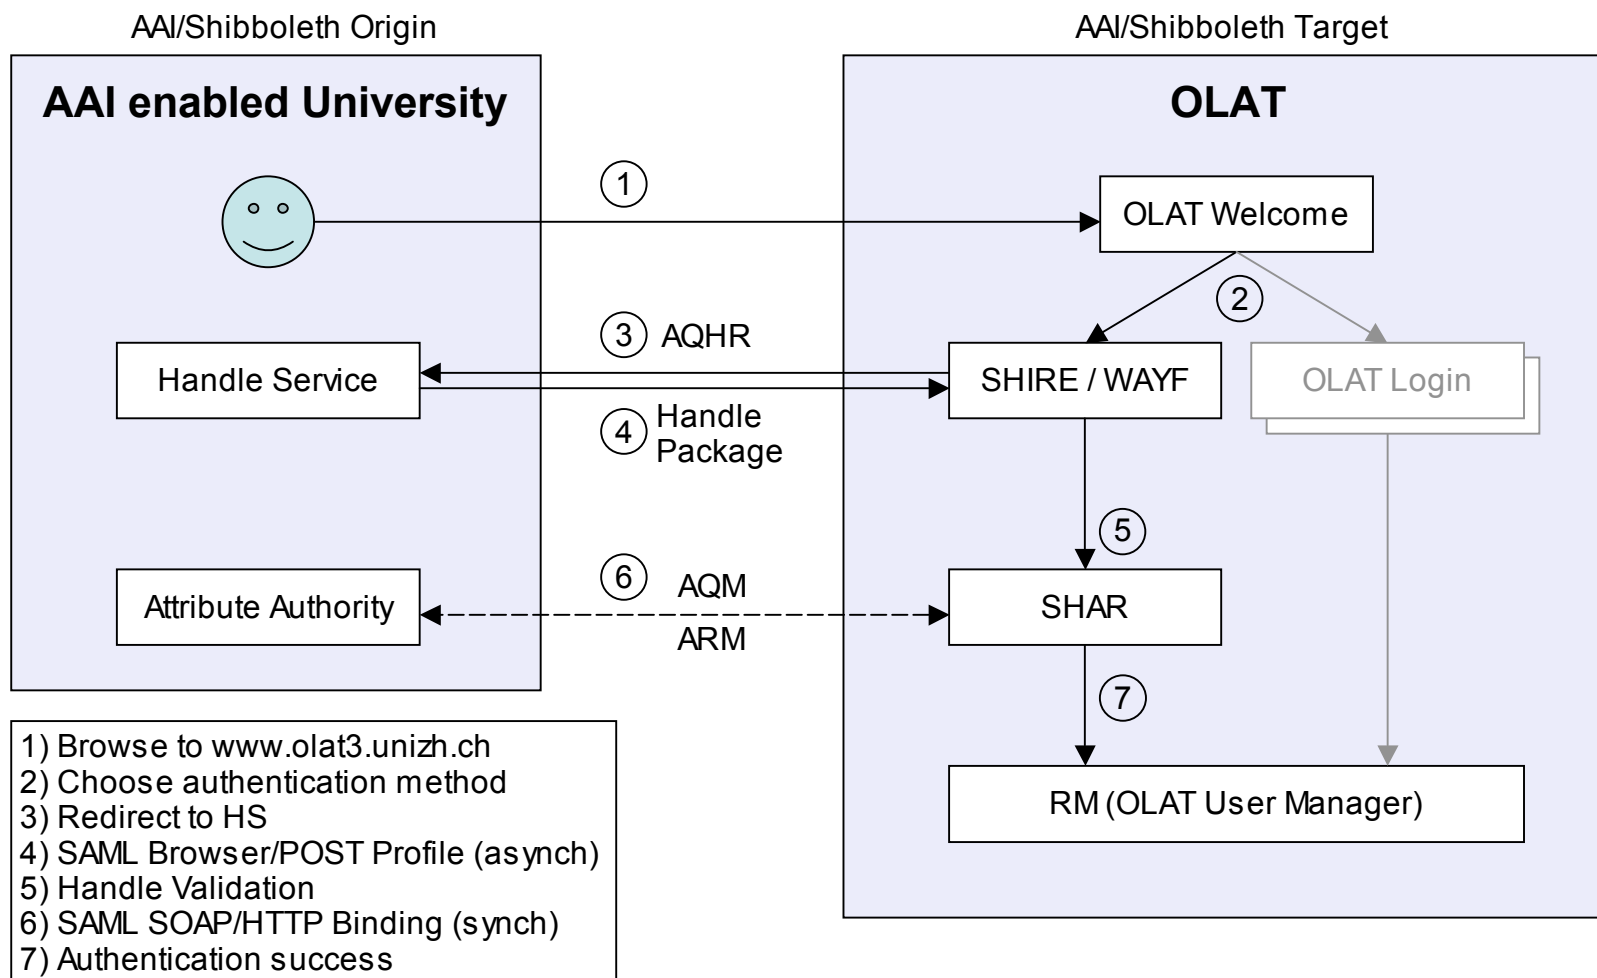 AAI/Shibboleth Origin
AAI/Shibboleth Target
AAI enabled University
OLAT
1
OLAT Welcome
2
3 AQHR
Handle Service
SHIRE / WAYF
OLAT Login
4 Handle
Package
5
6 AQM
Attribute Authority
SHAR
ARM
7
1) Browse to www.olat3.unizh.ch
2) Choose authentication method
3) Redirect to HS
4) SAML Browser/POST Profile (asynch)
5) Handle Validation
6) SAML SOAP/HTTP Binding (synch)
7) Authentication success
RM (OLAT User Manager)